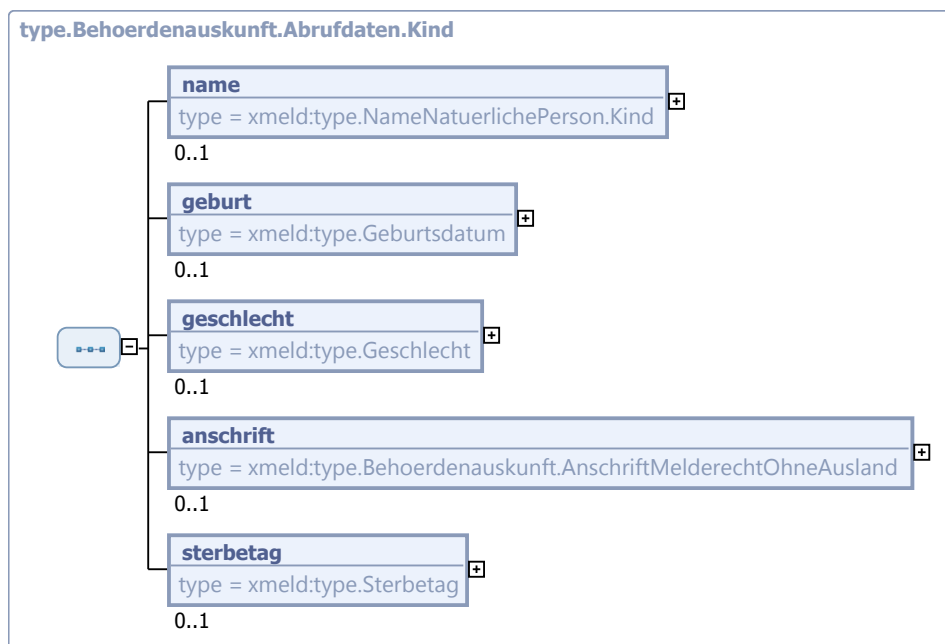 type.Behoerdenauskunft.Abrufdaten.Kind
name
type = xmeld:type.NameNatuerlichePerson.Kind
0..1
geburt
type = xmeld:type.Geburtsdatum
0..1
geschlecht
type = xmeld:type.Geschlecht
0..1
anschrift
type = xmeld:type.Behoerdenauskunft.AnschriftMelderechtOhneAusland
0..1
sterbetag
type = xmeld:type.Sterbetag
0..1